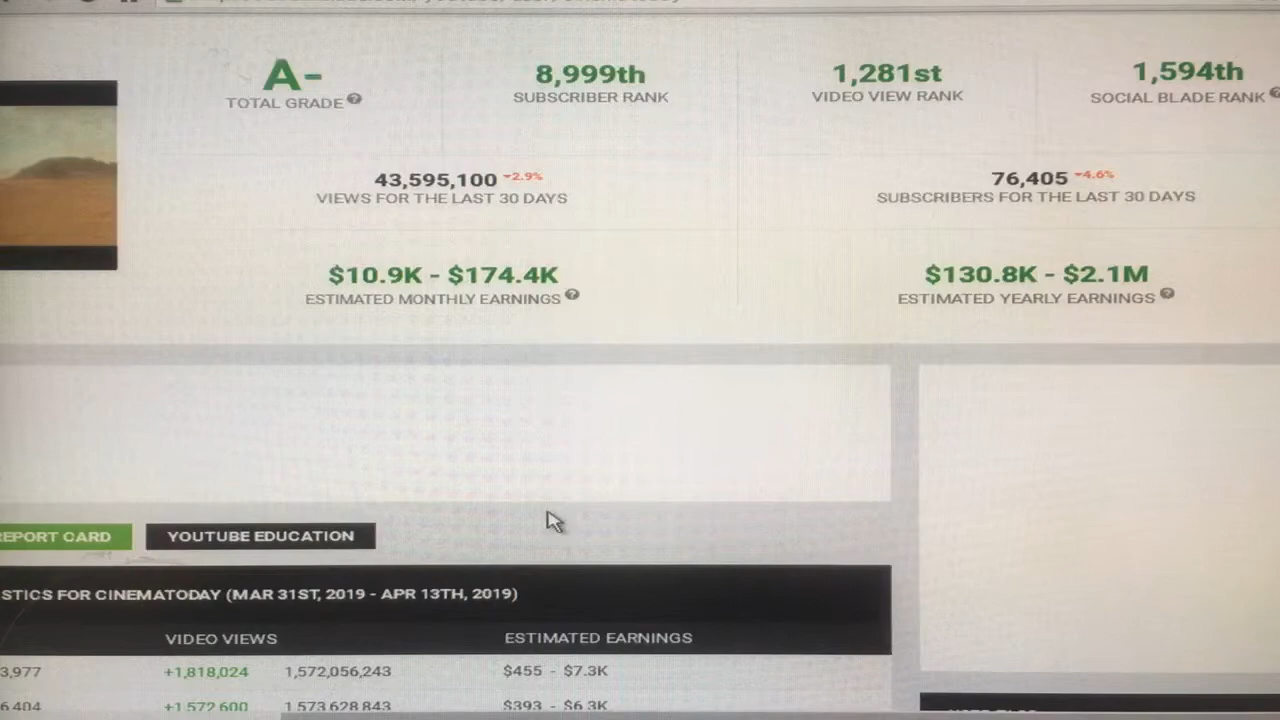 A- 8,999th 1,281st 1,594th
TOTAL GRADE SUBSCRIBER RANK VIDEO VIEW RANK SOCIAL BLADE RANK
43,595,100 -2.9% 76,405 -4.6%
VIEWS FOR THE LAST 30 DAYS SUBSCRIBERS FOR THE LAST 30 DAYS
$10.9K - $174.4K $130.8K - $2.1M
ESTIMATED MONTHLY EARNINGS ESTIMATED YEARLY EARNINGS
REPORT CARD YOUTUBE EDUCATION
STICS FOR CINEMATODAY (MAR 31ST, 2019 - APR 13TH, 2019)
VIDEO VIEWS ESTIMATED EARNINGS
3,977 +1,818,024 1,572,056,243 $455 - $7.3K
6,404 +1,572,600 1,573,628,843 $393 - $6.3K